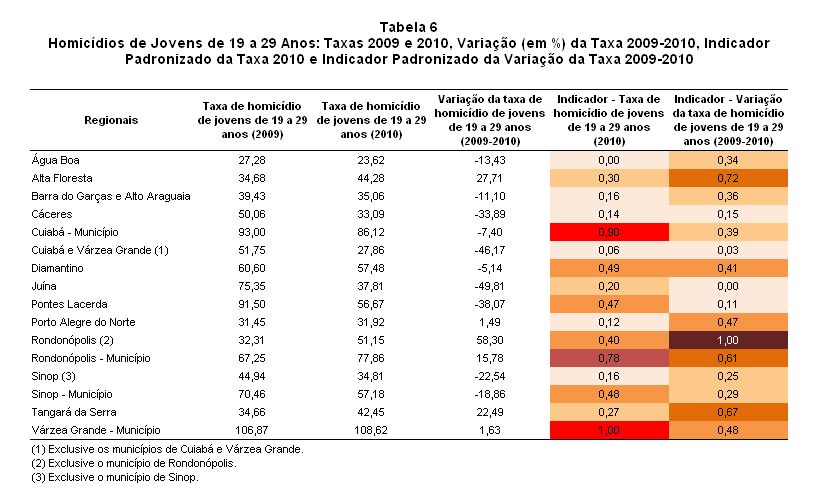 Tabela 6
Homicídios de Jovens de 19 a 29 Anos: Taxas 2009 e 2010, Variação (em %) da Taxa 2009-2010, Indicador
Padronizado da Taxa 2010 e Indicador Padronizado da Variação da Taxa 2009-2010
Regionais | Taxa de homicídio de jovens de 19 a 29 anos (2009) | Taxa de homicídio de jovens de 19 a 29 anos (2010) | Variação da taxa de homicídio de jovens de 19 a 29 anos (2009-2010) | Indicador - Taxa de homicídio de jovens de 19 a 29 anos (2010) | Indicador - Variação da taxa de homicídio de jovens de 19 a 29 anos (2009-2010)
Água Boa 27,28 23,62 -13,43 0,00 0,34
Alta Floresta 34,68 44,28 27,71 0,30 0,72
Barra do Garças e Alto Araguaia 39,43 35,06 -11,10 0,16 0,36
Cáceres 50,06 33,09 -33,89 0,14 0,15
Cuiabá - Município 93,00 86,12 -7,40 0,90 0,39
Cuiabá e Várzea Grande (1) 51,75 27,86 -46,17 0,06 0,03
Diamantino 60,60 57,48 -5,14 0,49 0,41
Juína 75,35 37,81 -49,81 0,20 0,00
Pontes Lacerda 91,50 56,67 -38,07 0,47 0,11
Porto Alegre do Norte 31,45 31,92 1,49 0,12 0,47
Rondonópolis (2) 32,31 51,15 58,30 0,40 1,00
Rondonópolis - Município 67,25 77,86 15,78 0,78 0,61
Sinop (3) 44,94 34,81 -22,54 0,16 0,25
Sinop - Município 70,46 57,18 -18,86 0,48 0,29
Tangará da Serra 34,66 42,45 22,49 0,27 0,67
Várzea Grande - Município 106,87 108,62 1,63 1,00 0,48
(1) Exclusive os municípios de Cuiabá e Várzea Grande.
(2) Exclusive o município de Rondonópolis.
(3) Exclusive o município de Sinop.